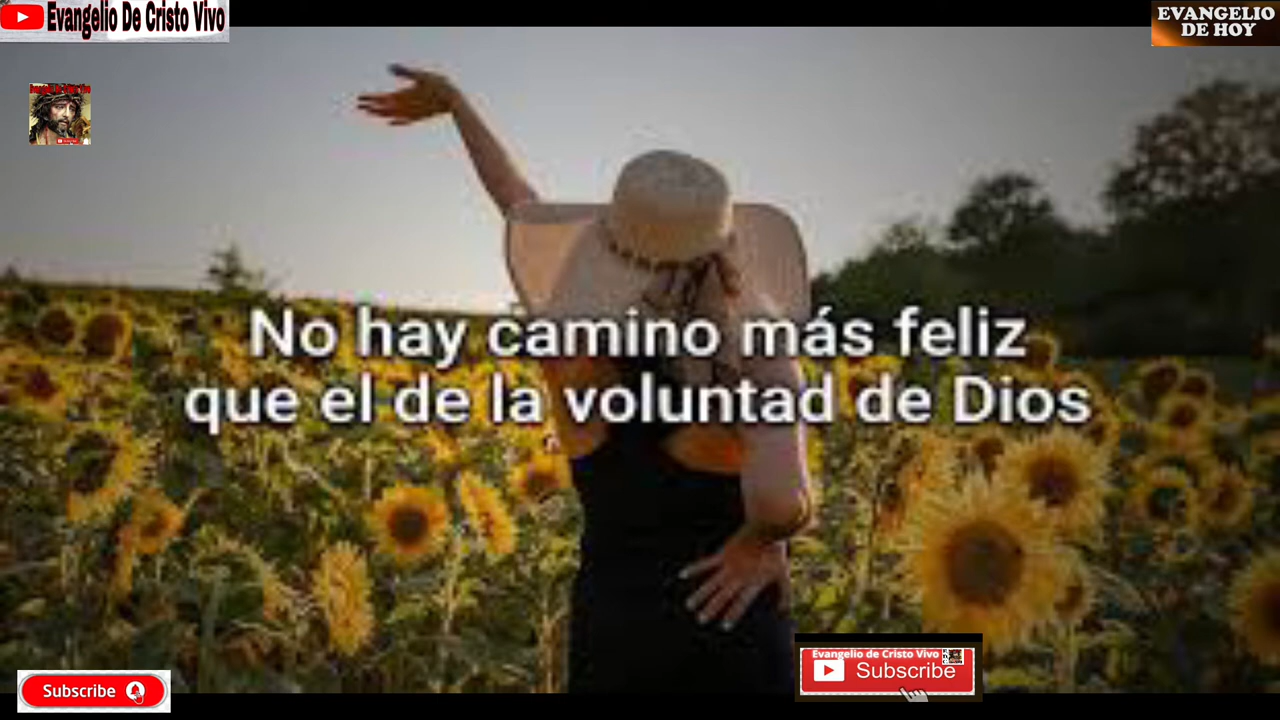 Evangelio De Cristo Vivo
EVANGELIO
DE HOY
No hay camino más feliz
que el de la voluntad de Dios
Subscribe
Evangelio de Cristo Vivo
Subscribe